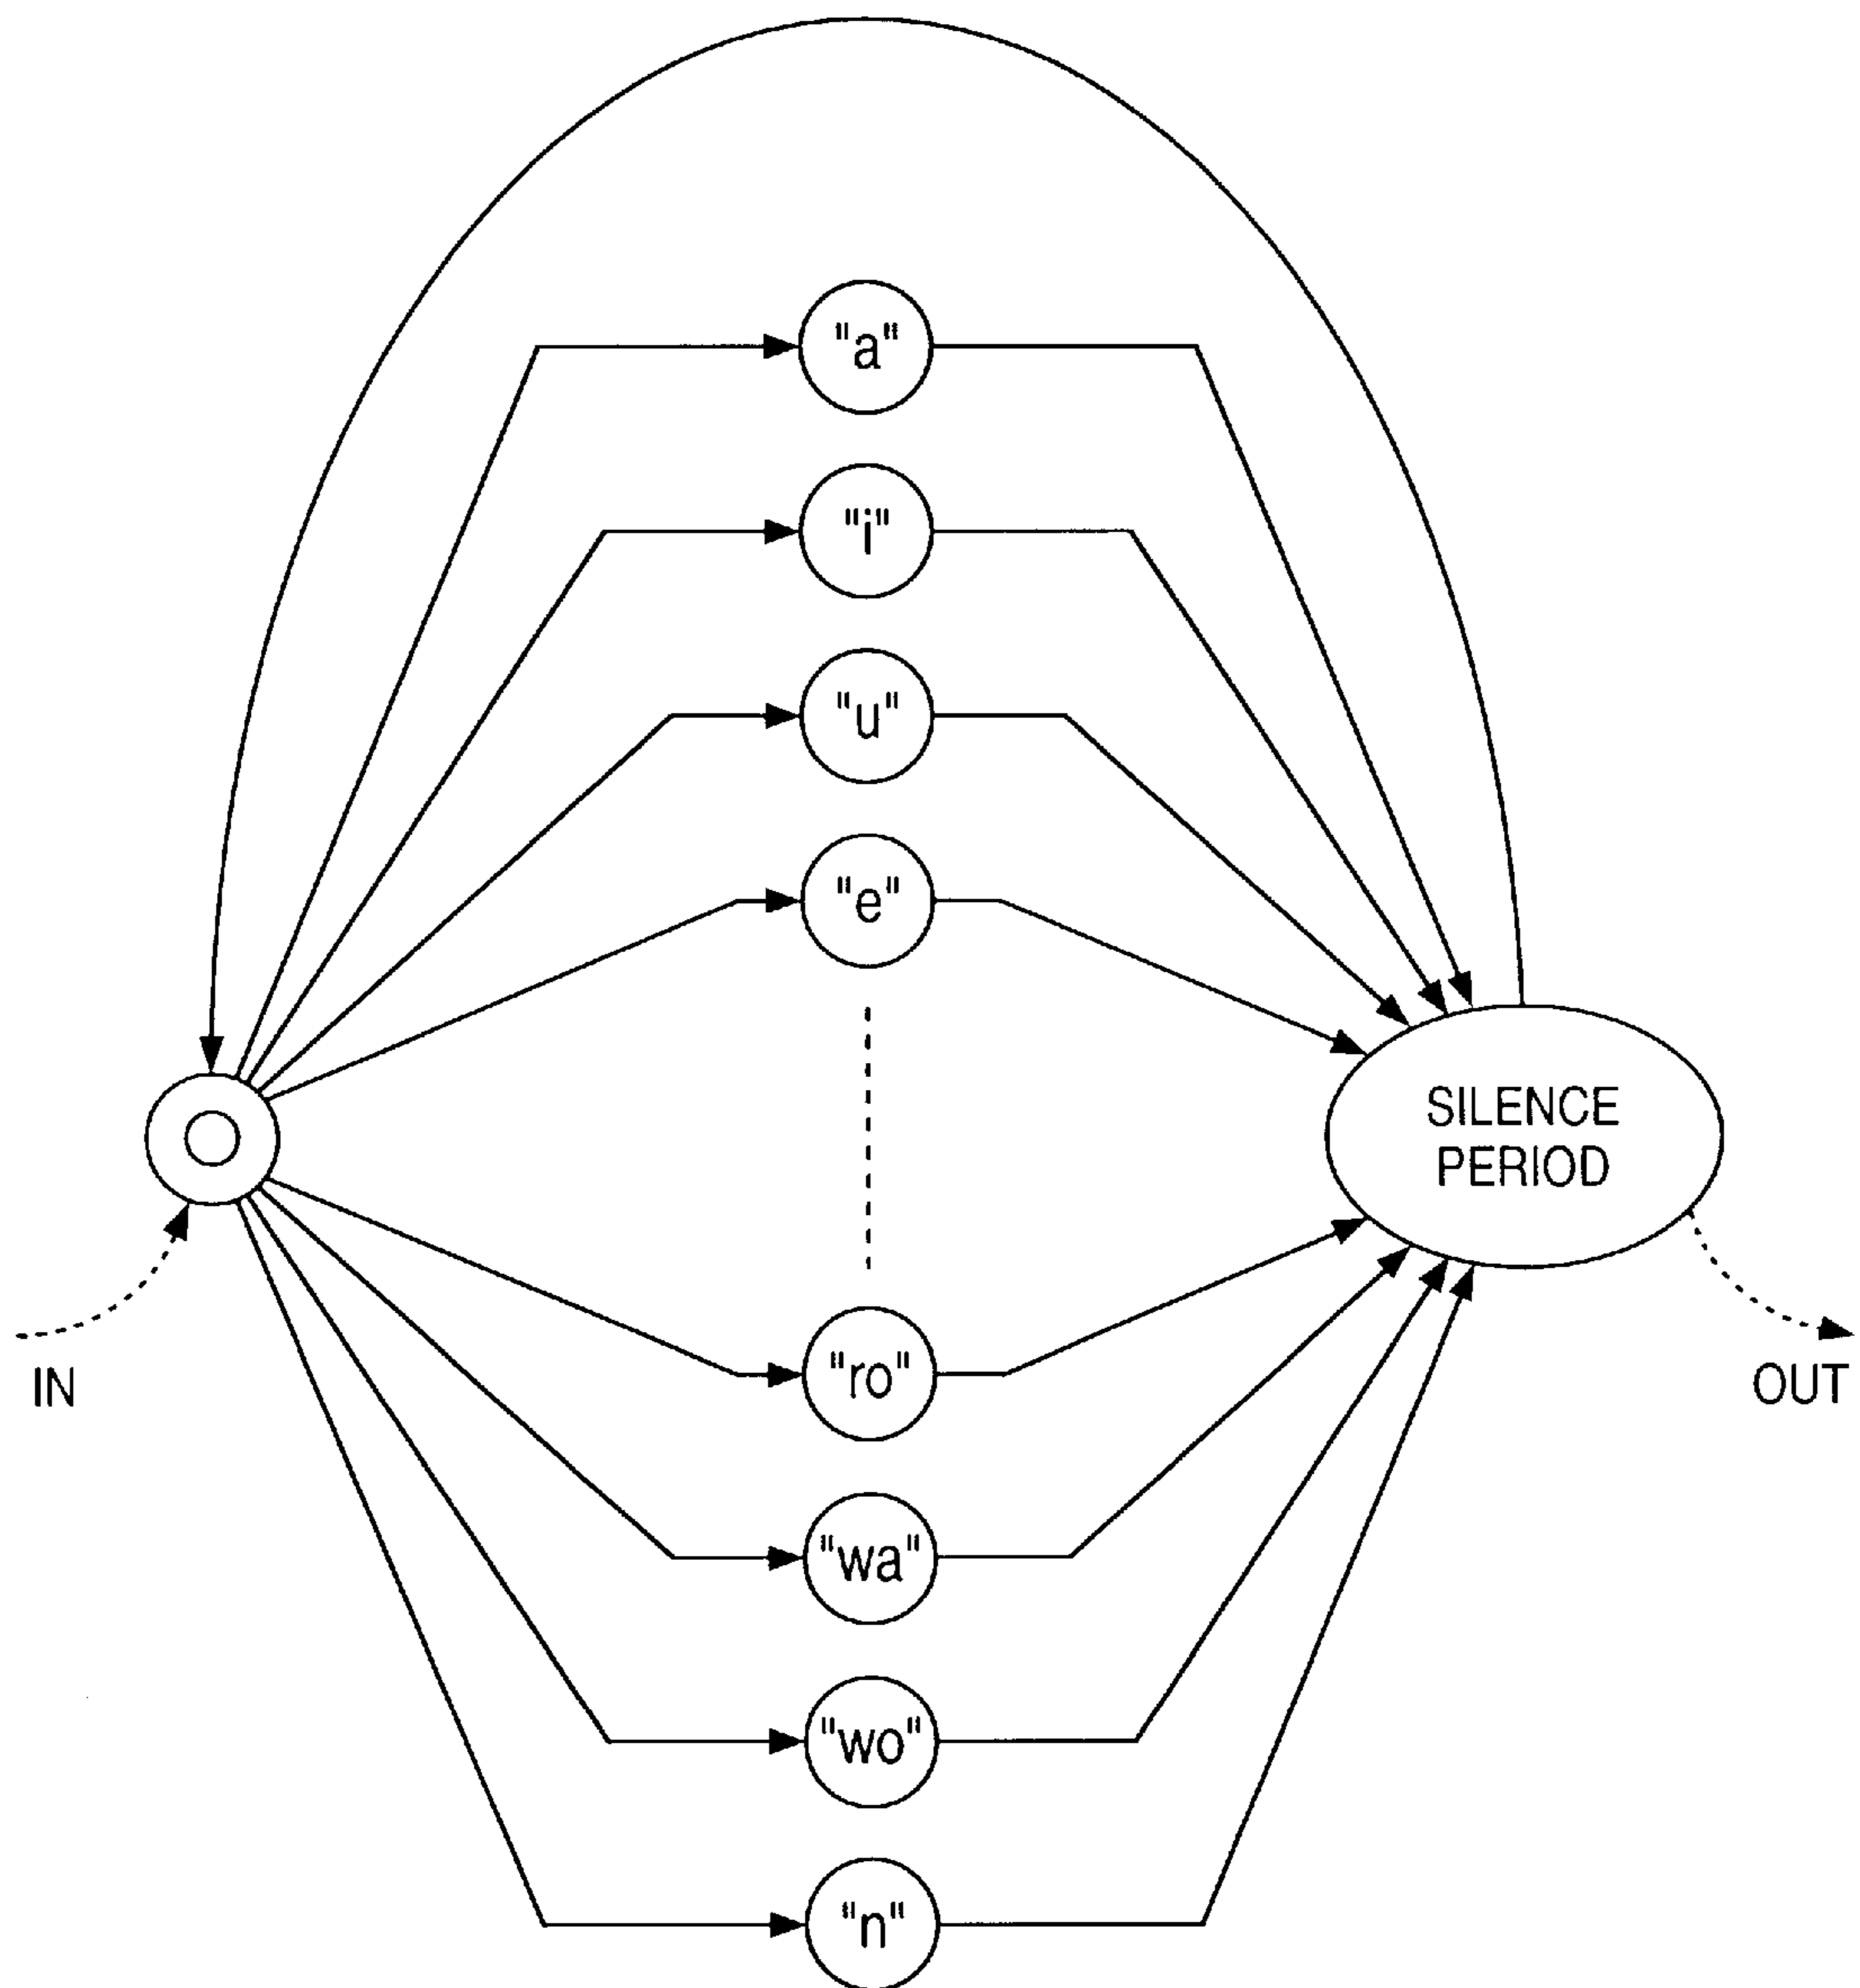 "a"
"i"
"u"
"e"
SILENCE
PERIOD
IN
"ro"
OUT
"wa"
"wo"
"n"